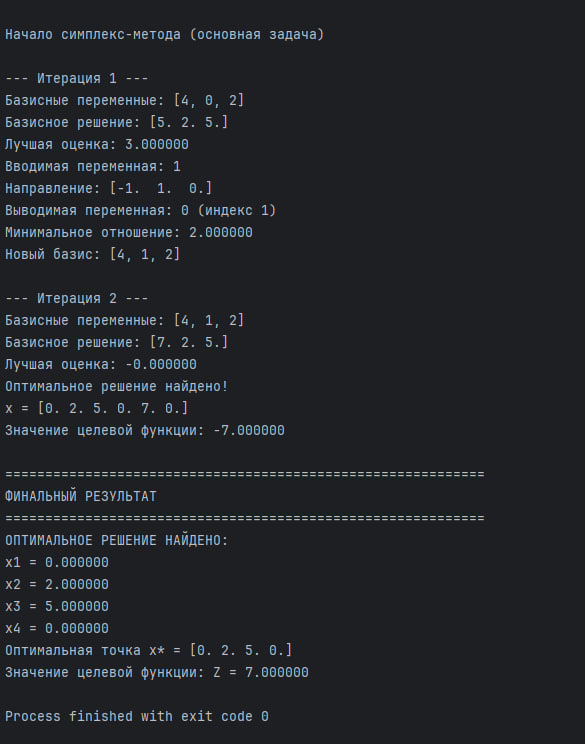 Начало симплекс-метода (основная задача)
--- Итерация 1 ---
Базисные переменные: [4, 0, 2]
Базисное решение: [5. 2. 5.]
Лучшая оценка: 3.000000
Вводимая переменная: 1
Направление: [-1.  1.  0.]
Выводимая переменная: 0 (индекс 1)
Минимальное отношение: 2.000000
Новый базис: [4, 1, 2]
--- Итерация 2 ---
Базисные переменные: [4, 1, 2]
Базисное решение: [7. 2. 5.]
Лучшая оценка: -0.000000
Оптимальное решение найдено!
x = [0. 2. 5. 0. 7. 0.]
Значение целевой функции: -7.000000
============================================================
ФИНАЛЬНЫЙ РЕЗУЛЬТАТ
============================================================
ОПТИМАЛЬНОЕ РЕШЕНИЕ НАЙДЕНО:
x1 = 0.000000
x2 = 2.000000
x3 = 5.000000
x4 = 0.000000
Оптимальная точка x* = [0. 2. 5. 0.]
Значение целевой функции: Z = 7.000000
Process finished with exit code 0